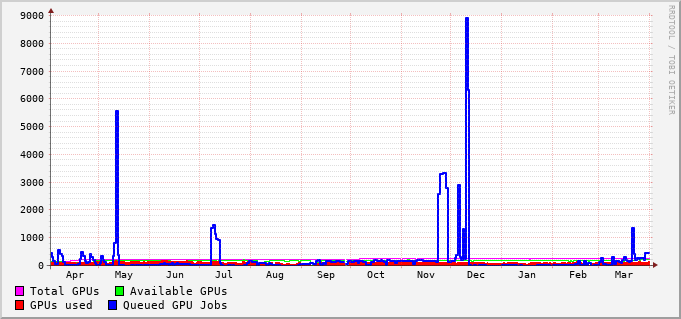 9000
8000
7000
6000
5000
4000
3000
2000
1000
0
Apr May Jun Jul Aug Sep Oct Nov Dec Jan Feb Mar
Total GPUs Available GPUs
GPUs used Queued GPU Jobs
RRDTOOL / TOBI OETIKER